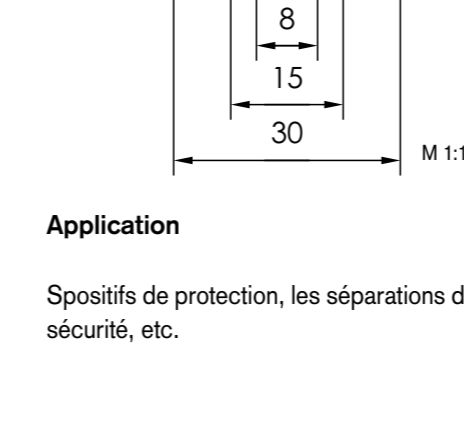 8
15
30
M 1:1
Application
Spositifs de protection, les séparations d
sécurité, etc.